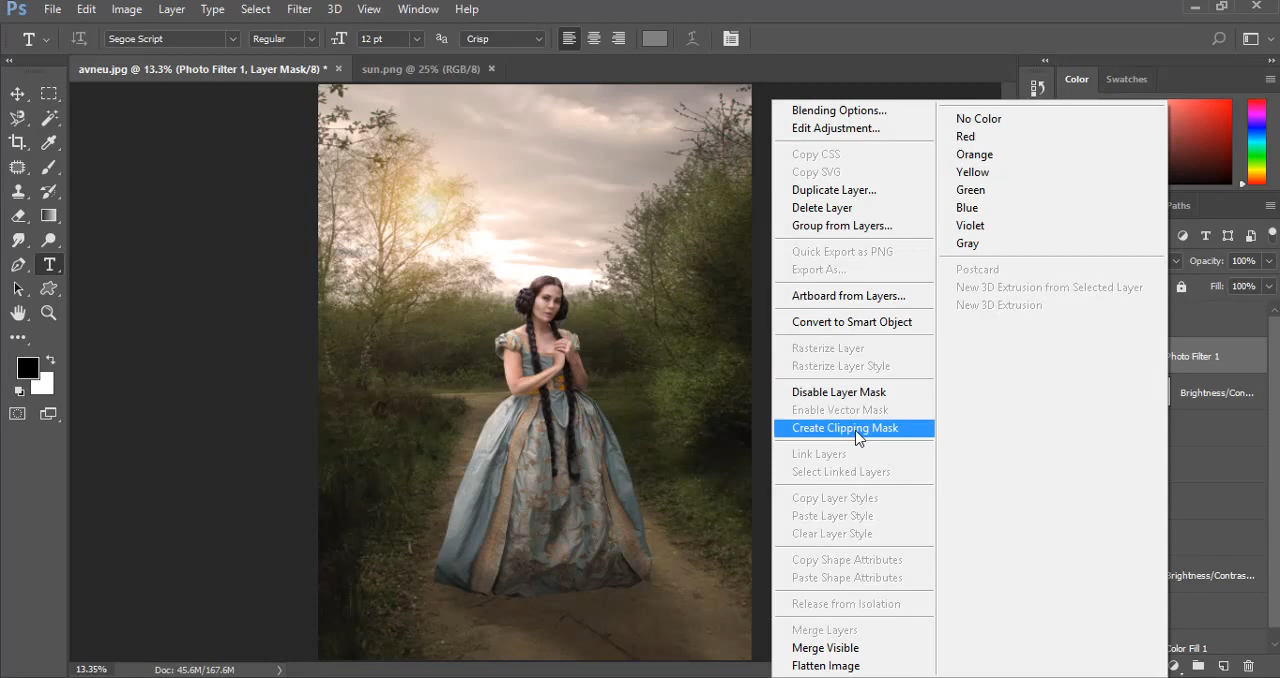 Ps File Edit Image Layer Type Select Filter 3D View Window Help
T Segoe Script Regular 12 pt Crisp
avneu.jpg @ 13.3% (Photo Filter 1, Layer Mask/8) * × sun.png @ 25% (RGB/8) ×
Color Swatches
Blending Options...
Edit Adjustment...
Copy CSS
Copy SVG
Duplicate Layer...
Delete Layer
Group from Layers...
Quick Export as PNG
Export As...
Artboard from Layers...
Convert to Smart Object
Rasterize Layer
Rasterize Layer Style
Disable Layer Mask
Enable Vector Mask
Create Clipping Mask
Link Layers
Select Linked Layers
Copy Layer Styles
Paste Layer Style
Clear Layer Style
Copy Shape Attributes
Paste Shape Attributes
Release from Isolation
Merge Layers
Merge Visible
Flatten Image
No Color
Red
Orange
Yellow
Green
Blue
Violet
Gray
Postcard
New 3D Extrusion from Selected Layer
New 3D Extrusion
Paths
Opacity: 100%
Fill: 100%
Photo Filter 1
Brightness/Con...
Brightness/Contras...
Color Fill 1
13.35% Doc: 45.6M/167.6M